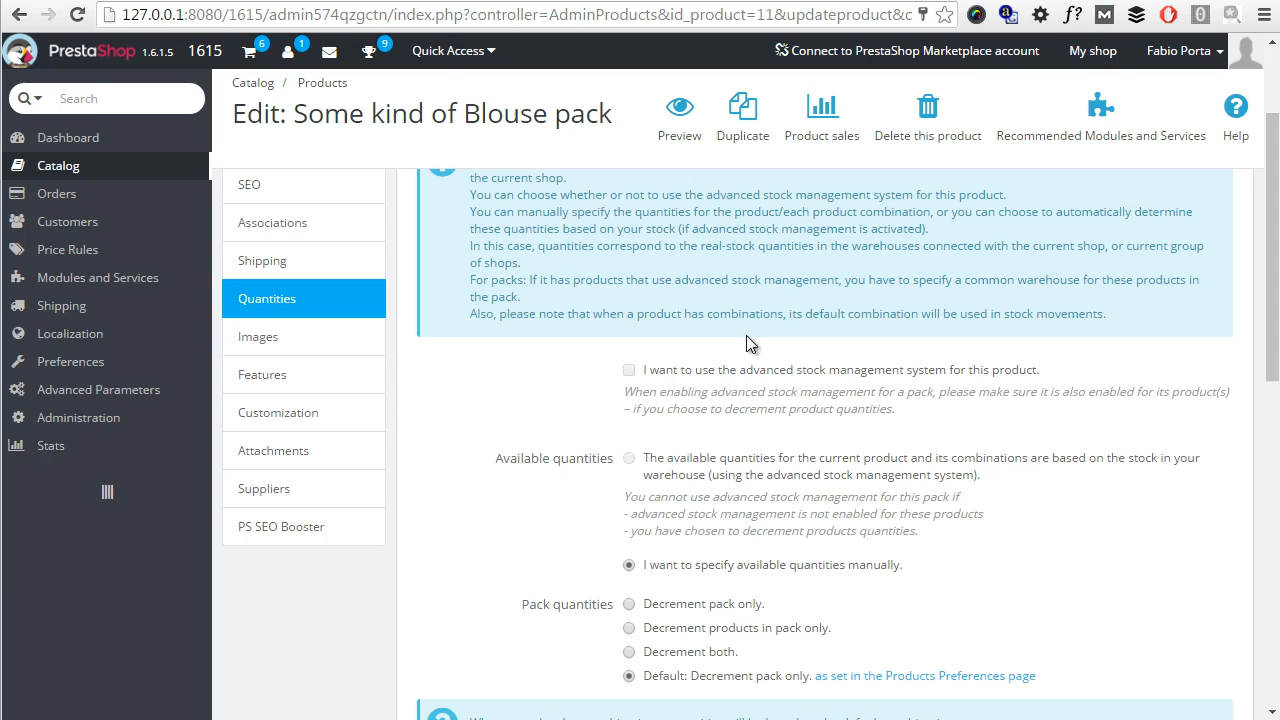 127.0.0.1:8080/1615/admin574qzgctn/index.php?controller=AdminProducts&id_product=11&updateproduct&c
PrestaShop 1.6.1.5 1615 6 1 9 Quick Access Connect to PrestaShop Marketplace account My shop Fabio Porta
Search
Dashboard
Catalog
Orders
Customers
Price Rules
Modules and Services
Shipping
Localization
Preferences
Advanced Parameters
Administration
Stats
Catalog / Products
Edit: Some kind of Blouse pack
Preview
Duplicate
Product sales
Delete this product
Recommended Modules and Services
Help
SEO
Associations
Shipping
Quantities
Images
Features
Customization
Attachments
Suppliers
PS SEO Booster
the current shop.
You can choose whether or not to use the advanced stock management system for this product.
You can manually specify the quantities for the product/each product combination, or you can choose to automatically determine
these quantities based on your stock (if advanced stock management is activated).
In this case, quantities correspond to the real-stock quantities in the warehouses connected with the current shop, or current group
of shops.
For packs: If it has products that use advanced stock management, you have to specify a common warehouse for these products in
the pack.
Also, please note that when a product has combinations, its default combination will be used in stock movements.
I want to use the advanced stock management system for this product.
When enabling advanced stock management for a pack, please make sure it is also enabled for its product(s)
– if you choose to decrement product quantities.
Available quantities
The available quantities for the current product and its combinations are based on the stock in your
warehouse (using the advanced stock management system).
You cannot use advanced stock management for this pack if
- advanced stock management is not enabled for these products
- you have chosen to decrement products quantities.
I want to specify available quantities manually.
Pack quantities
Decrement pack only.
Decrement products in pack only.
Decrement both.
Default: Decrement pack only. as set in the Products Preferences page